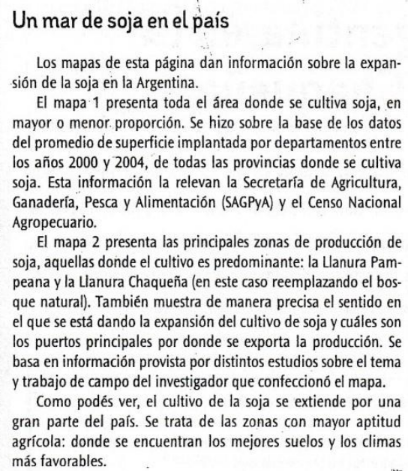 Un mar de soja en el país
Los mapas de esta página dan información sobre la expan-
sión de la soja en la Argentina.
El mapa 1 presenta toda el área donde se cultiva soja, en
mayor o menor proporción. Se hizo sobre la base de los datos
del promedio de superficie implantada por departamentos entre
los años 2000 y 2004, de todas las provincias donde se cultiva
soja. Esta información la relevan la Secretaría de Agricultura,
Ganadería, Pesca y Alimentación (SAGPyA) y el Censo Nacional
Agropecuario.
El mapa 2 presenta las principales zonas de producción de
soja, aquellas donde el cultivo es predominante: la Llanura Pam-
peana y la Llanura Chaqueña (en este caso reemplazando el bos-
que natural). También muestra de manera precisa el sentido en
el que se está dando la expansión del cultivo de soja y cuáles son
los puertos principales por donde se exporta la producción. Se
basa en información provista por distintos estudios sobre el tema
y trabajo de campo del investigador que confeccionó el mapa.
Como podés ver, el cultivo de la soja se extiende por una
gran parte del país. Se trata de las zonas con mayor aptitud
agrícola: donde se encuentran los mejores suelos y los climas
más favorables.